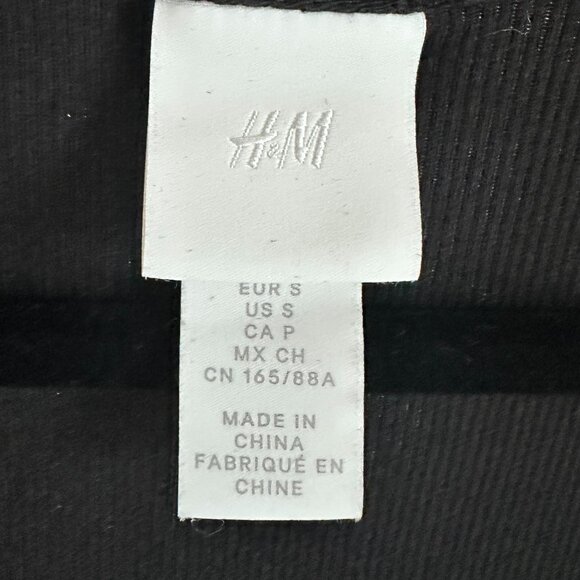 H&M
EUR S
US S
CA P
MX CH
CN 165/88A
MADE IN
CHINA
FABRIQUÉ EN
CHINE